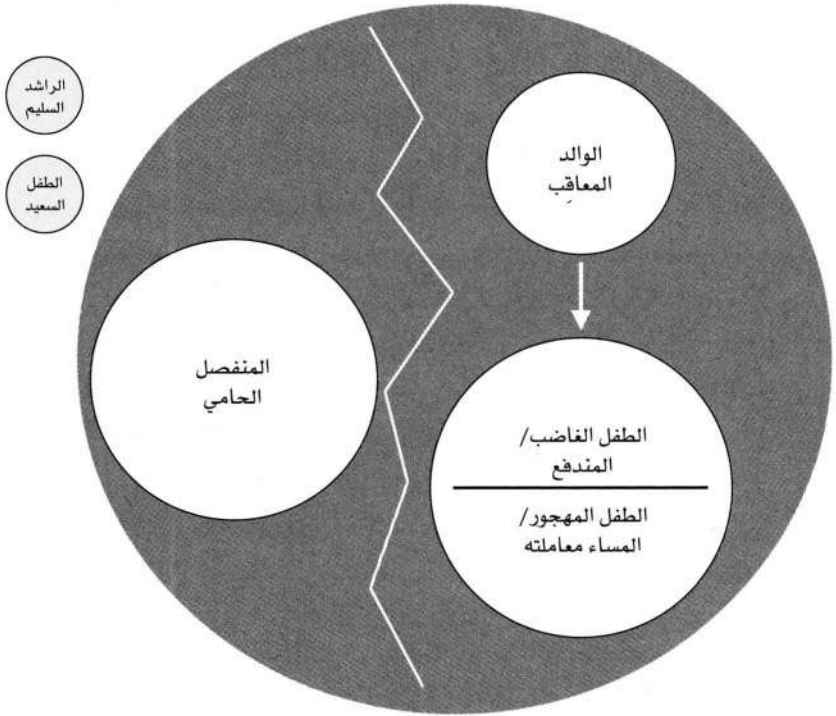 الراشد
السليم
الطفل
السعيد
الوالد
المعاقِب
المنفصل
الحامي
الطفل الغاضب/
المندفع
الطفل المهجور/
المساء معاملته